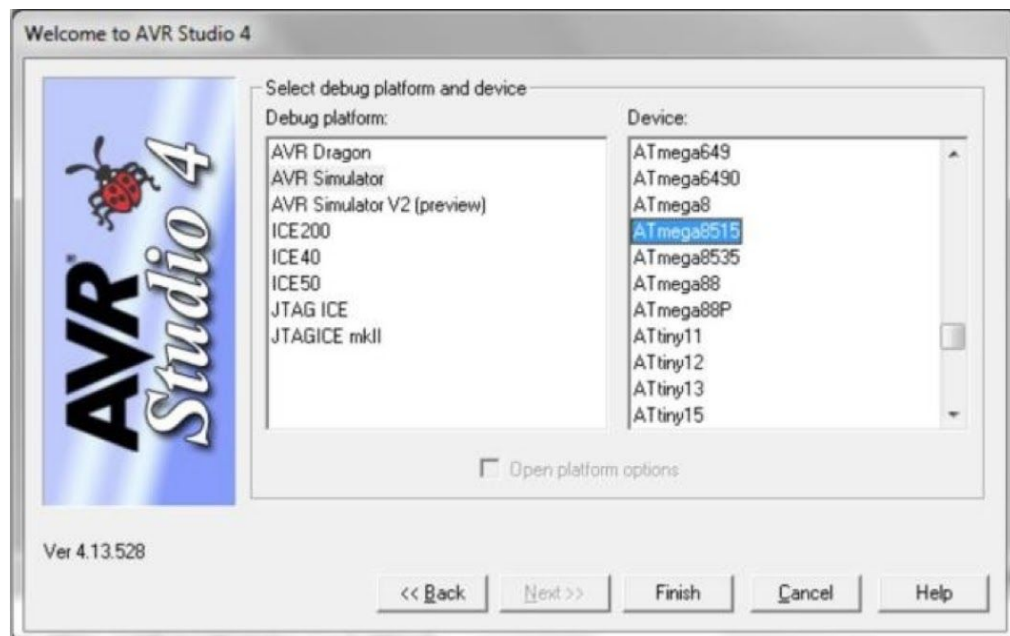 Welcome to AVR Studio 4
AVR® Studio 4
Select debug platform and device
Debug platform:
AVR Dragon
AVR Simulator
AVR Simulator V2 (preview)
ICE200
ICE40
ICE50
JTAG ICE
JTAGICE mkII
Device:
ATmega649
ATmega6490
ATmega8
ATmega8515
ATmega8535
ATmega88
ATmega88P
ATtiny11
ATtiny12
ATtiny13
ATtiny15
Open platform options
Ver 4.13.528
<< Back
Next >>
Finish
Cancel
Help